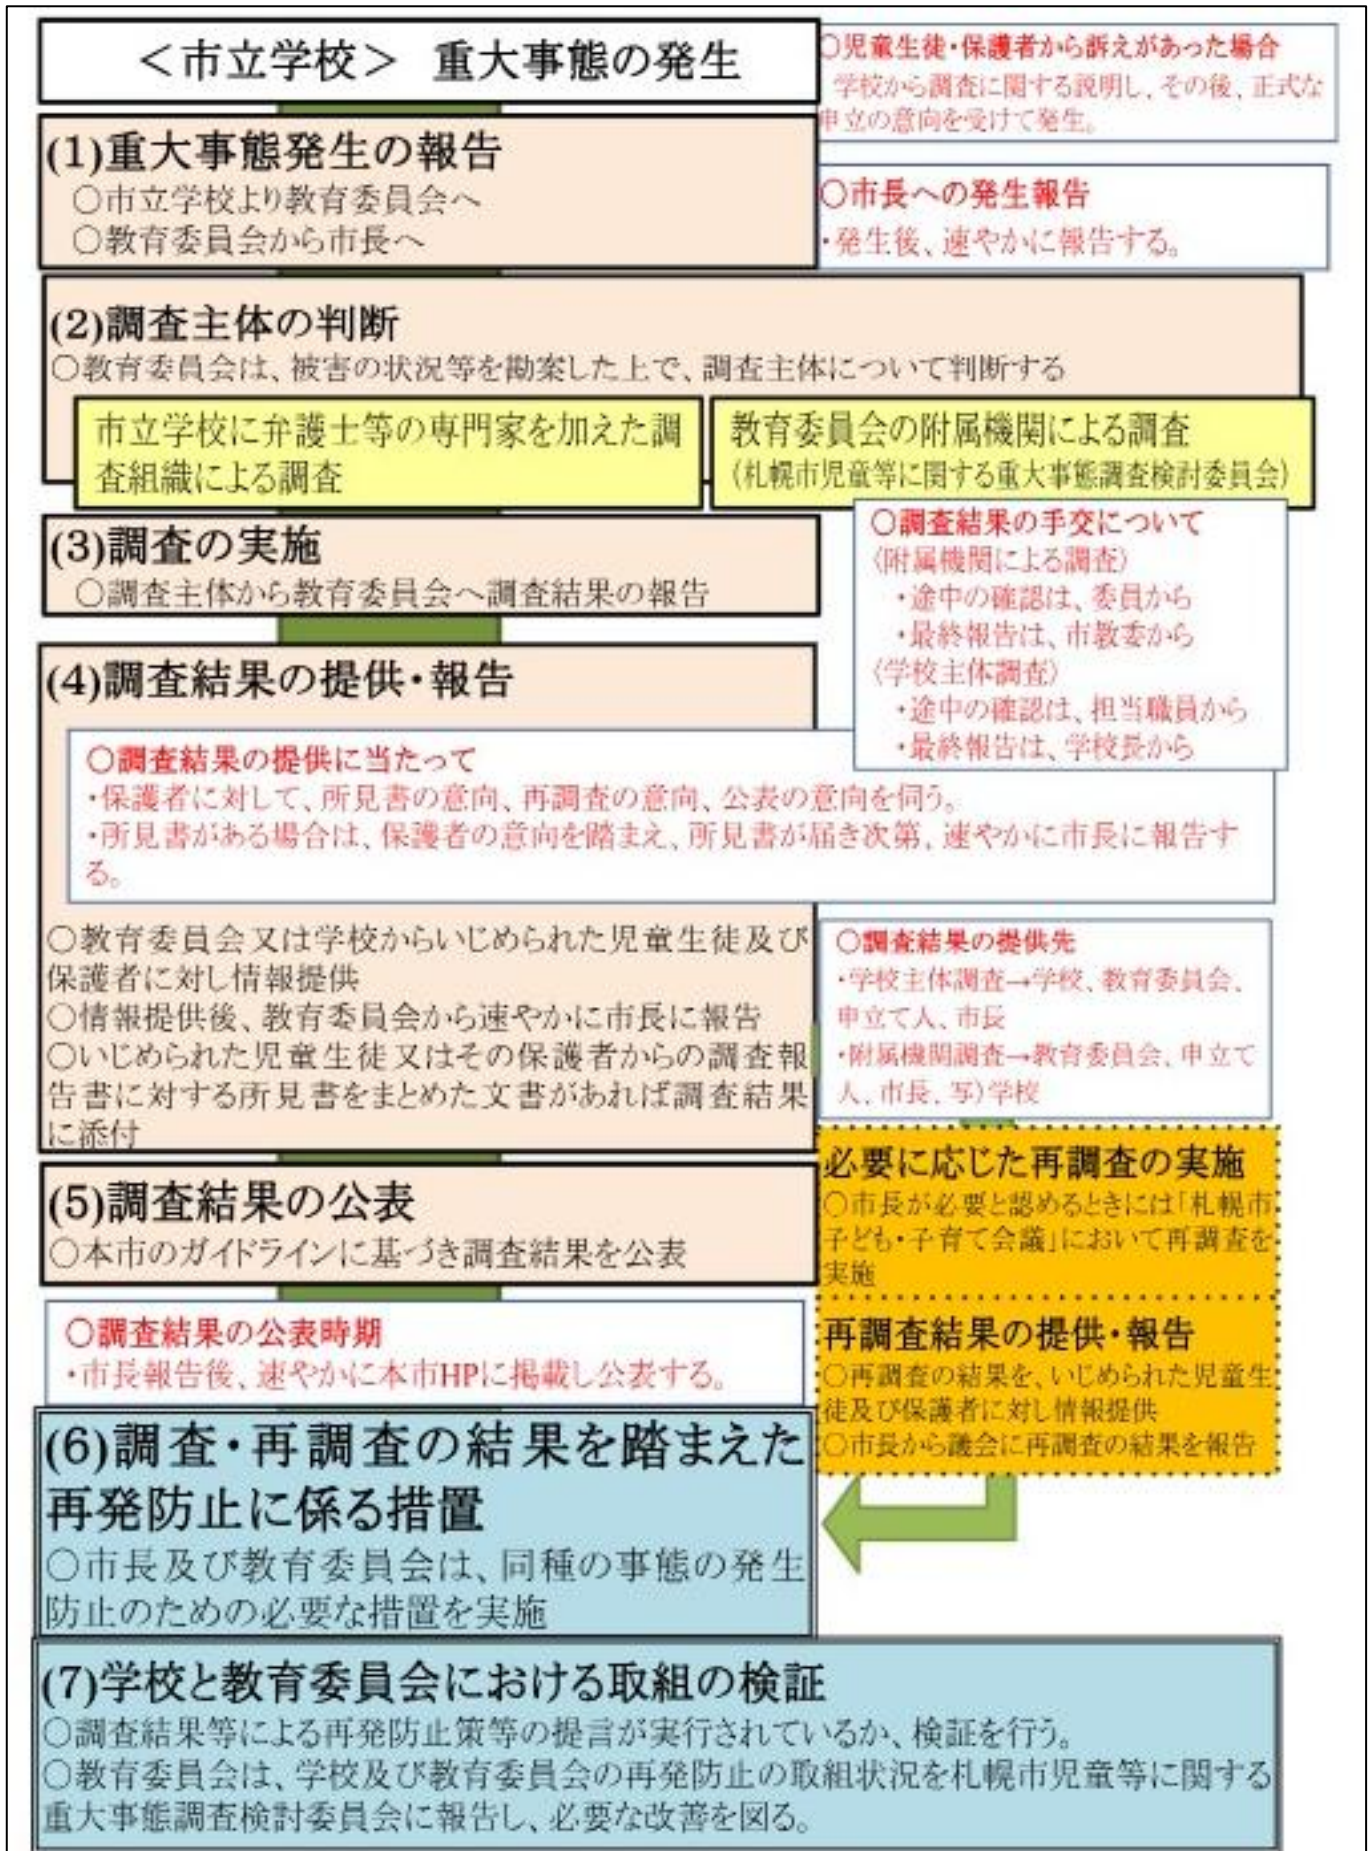 ＜市立学校＞ 重大事態の発生
○児童生徒・保護者から訴えがあった場合
学校から調査に関する説明し、その後、正式な
申立の意向を受けて発生。
(1)重大事態発生の報告
○市立学校より教育委員会へ
○教育委員会から市長へ
○市長への発生報告
・発生後、速やかに報告する。
(2)調査主体の判断
○教育委員会は、被害の状況等を勘案した上で、調査主体について判断する
市立学校に弁護士等の専門家を加えた調
査組織による調査
教育委員会の附属機関による調査
(札幌市児童等に関する重大事態調査検討委員会)
(3)調査の実施
○調査主体から教育委員会へ調査結果の報告
○調査結果の手交について
(附属機関による調査)
・途中の確認は、委員から
・最終報告は、市教委から
(学校主体調査)
・途中の確認は、担当職員から
・最終報告は、学校長から
(4)調査結果の提供・報告
○調査結果の提供に当たって
・保護者に対して、所見書の意向、再調査の意向、公表の意向を伺う。
・所見書がある場合は、保護者の意向を踏まえ、所見書が届き次第、速やかに市長に報告す
る。
○教育委員会又は学校からいじめられた児童生徒及び
保護者に対し情報提供
○情報提供後、教育委員会から速やかに市長に報告
○いじめられた児童生徒又はその保護者からの調査報
告書に対する所見書をまとめた文書があれば調査結果
に添付
○調査結果の提供先
・学校主体調査→学校、教育委員会、
申立て人、市長
・附属機関調査→教育委員会、申立て
人、市長、写)学校
必要に応じた再調査の実施
○市長が必要と認めるときには「札幌市
子ども・子育て会議」において再調査を
実施
(5)調査結果の公表
○本市のガイドラインに基づき調査結果を公表
○調査結果の公表時期
・市長報告後、速やかに本市HPに掲載し公表する。
再調査結果の提供・報告
○再調査の結果を、いじめられた児童生
徒及び保護者に対し情報提供
○市長から議会に再調査の結果を報告
(6)調査・再調査の結果を踏まえた
再発防止に係る措置
○市長及び教育委員会は、同種の事態の発生
防止のための必要な措置を実施
(7)学校と教育委員会における取組の検証
○調査結果等による再発防止策等の提言が実行されているか、検証を行う。
○教育委員会は、学校及び教育委員会の再発防止の取組状況を札幌市児童等に関する
重大事態調査検討委員会に報告し、必要な改善を図る。